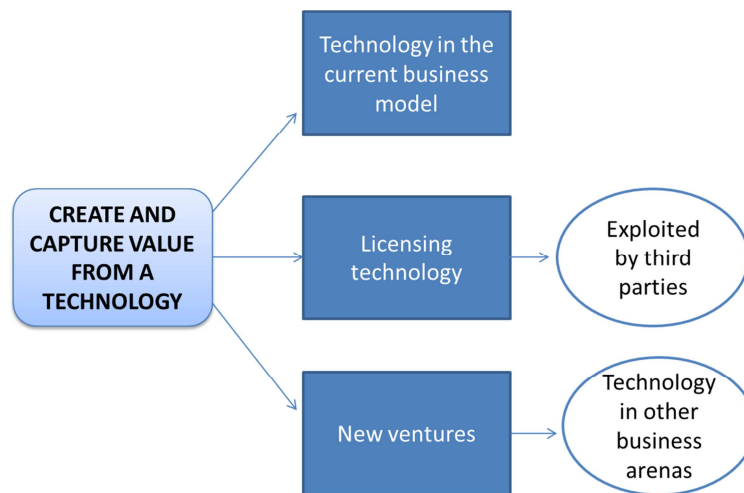 Technology in the
current business
model
CREATE AND
CAPTURE VALUE
FROM A
TECHNOLOGY
Licensing
technology
Exploited
by third
parties
New ventures
Technology
in other
business
arenas